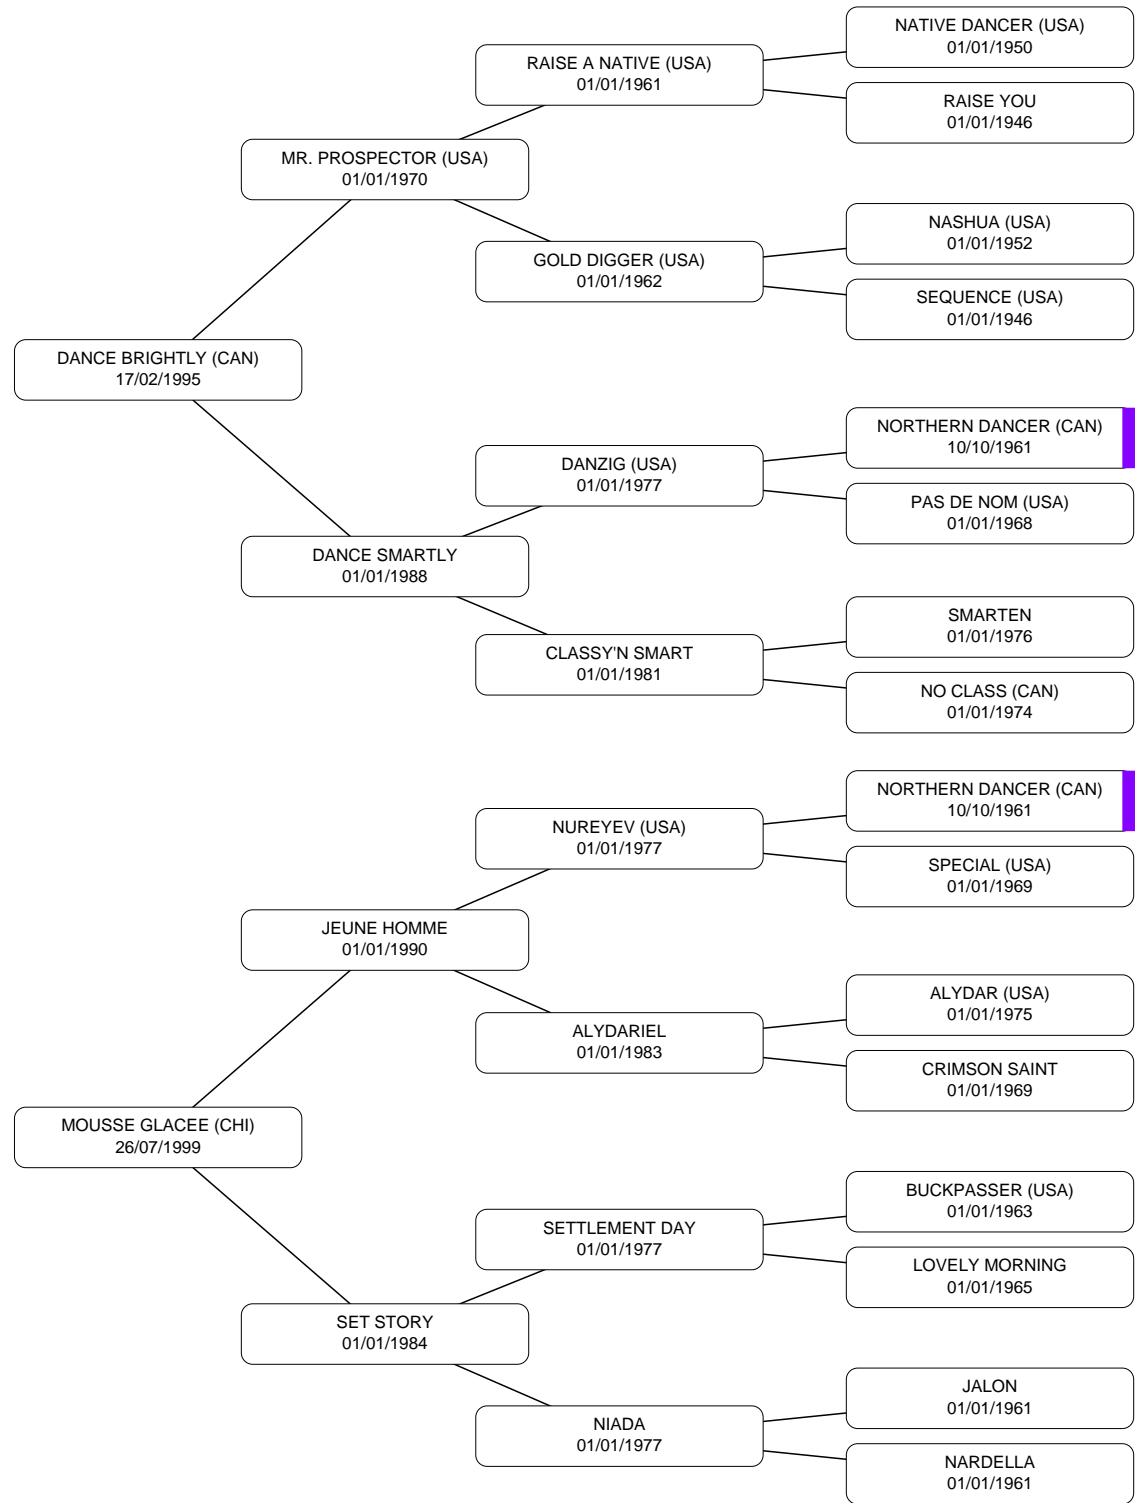 NATIVE DANCER (USA)
01/01/1950
RAISE A NATIVE (USA)
01/01/1961
RAISE YOU
01/01/1946
MR. PROSPECTOR (USA)
01/01/1970
NASHUA (USA)
01/01/1952
GOLD DIGGER (USA)
01/01/1962
SEQUENCE (USA)
01/01/1946
DANCE BRIGHTLY (CAN)
17/02/1995
NORTHERN DANCER (CAN)
10/10/1961
DANZIG (USA)
01/01/1977
PAS DE NOM (USA)
01/01/1968
DANCE SMARTLY
01/01/1988
SMARTEN
01/01/1976
CLASSY'N SMART
01/01/1981
NO CLASS (CAN)
01/01/1974
NORTHERN DANCER (CAN)
10/10/1961
NUREYEV (USA)
01/01/1977
SPECIAL (USA)
01/01/1969
JEUNE HOMME
01/01/1990
ALYDAR (USA)
01/01/1975
ALYDARIEL
01/01/1983
CRIMSON SAINT
01/01/1969
MOUSSE GLACEE (CHI)
26/07/1999
BUCKPASSER (USA)
01/01/1963
SETTLEMENT DAY
01/01/1977
LOVELY MORNING
01/01/1965
SET STORY
01/01/1984
JALON
01/01/1961
NIADA
01/01/1977
NARDELLA
01/01/1961